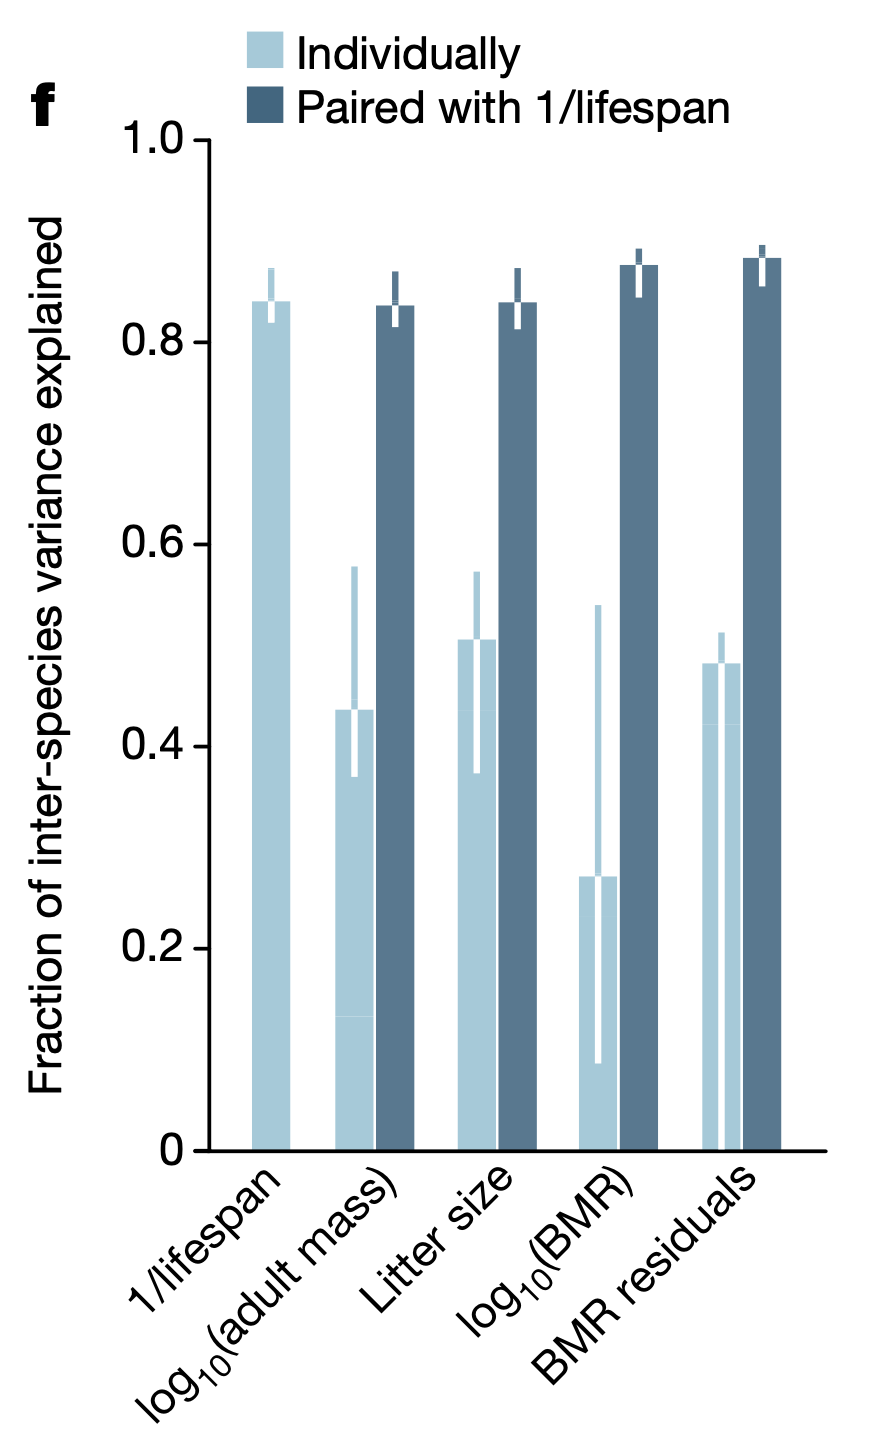 f
Individually
Paired with 1/lifespan
Fraction of inter-species variance explained
1.0
0.8
0.6
0.4
0.2
0
1/lifespan
log₁₀(adult mass)
Litter size
log₁₀(BMR)
BMR residuals